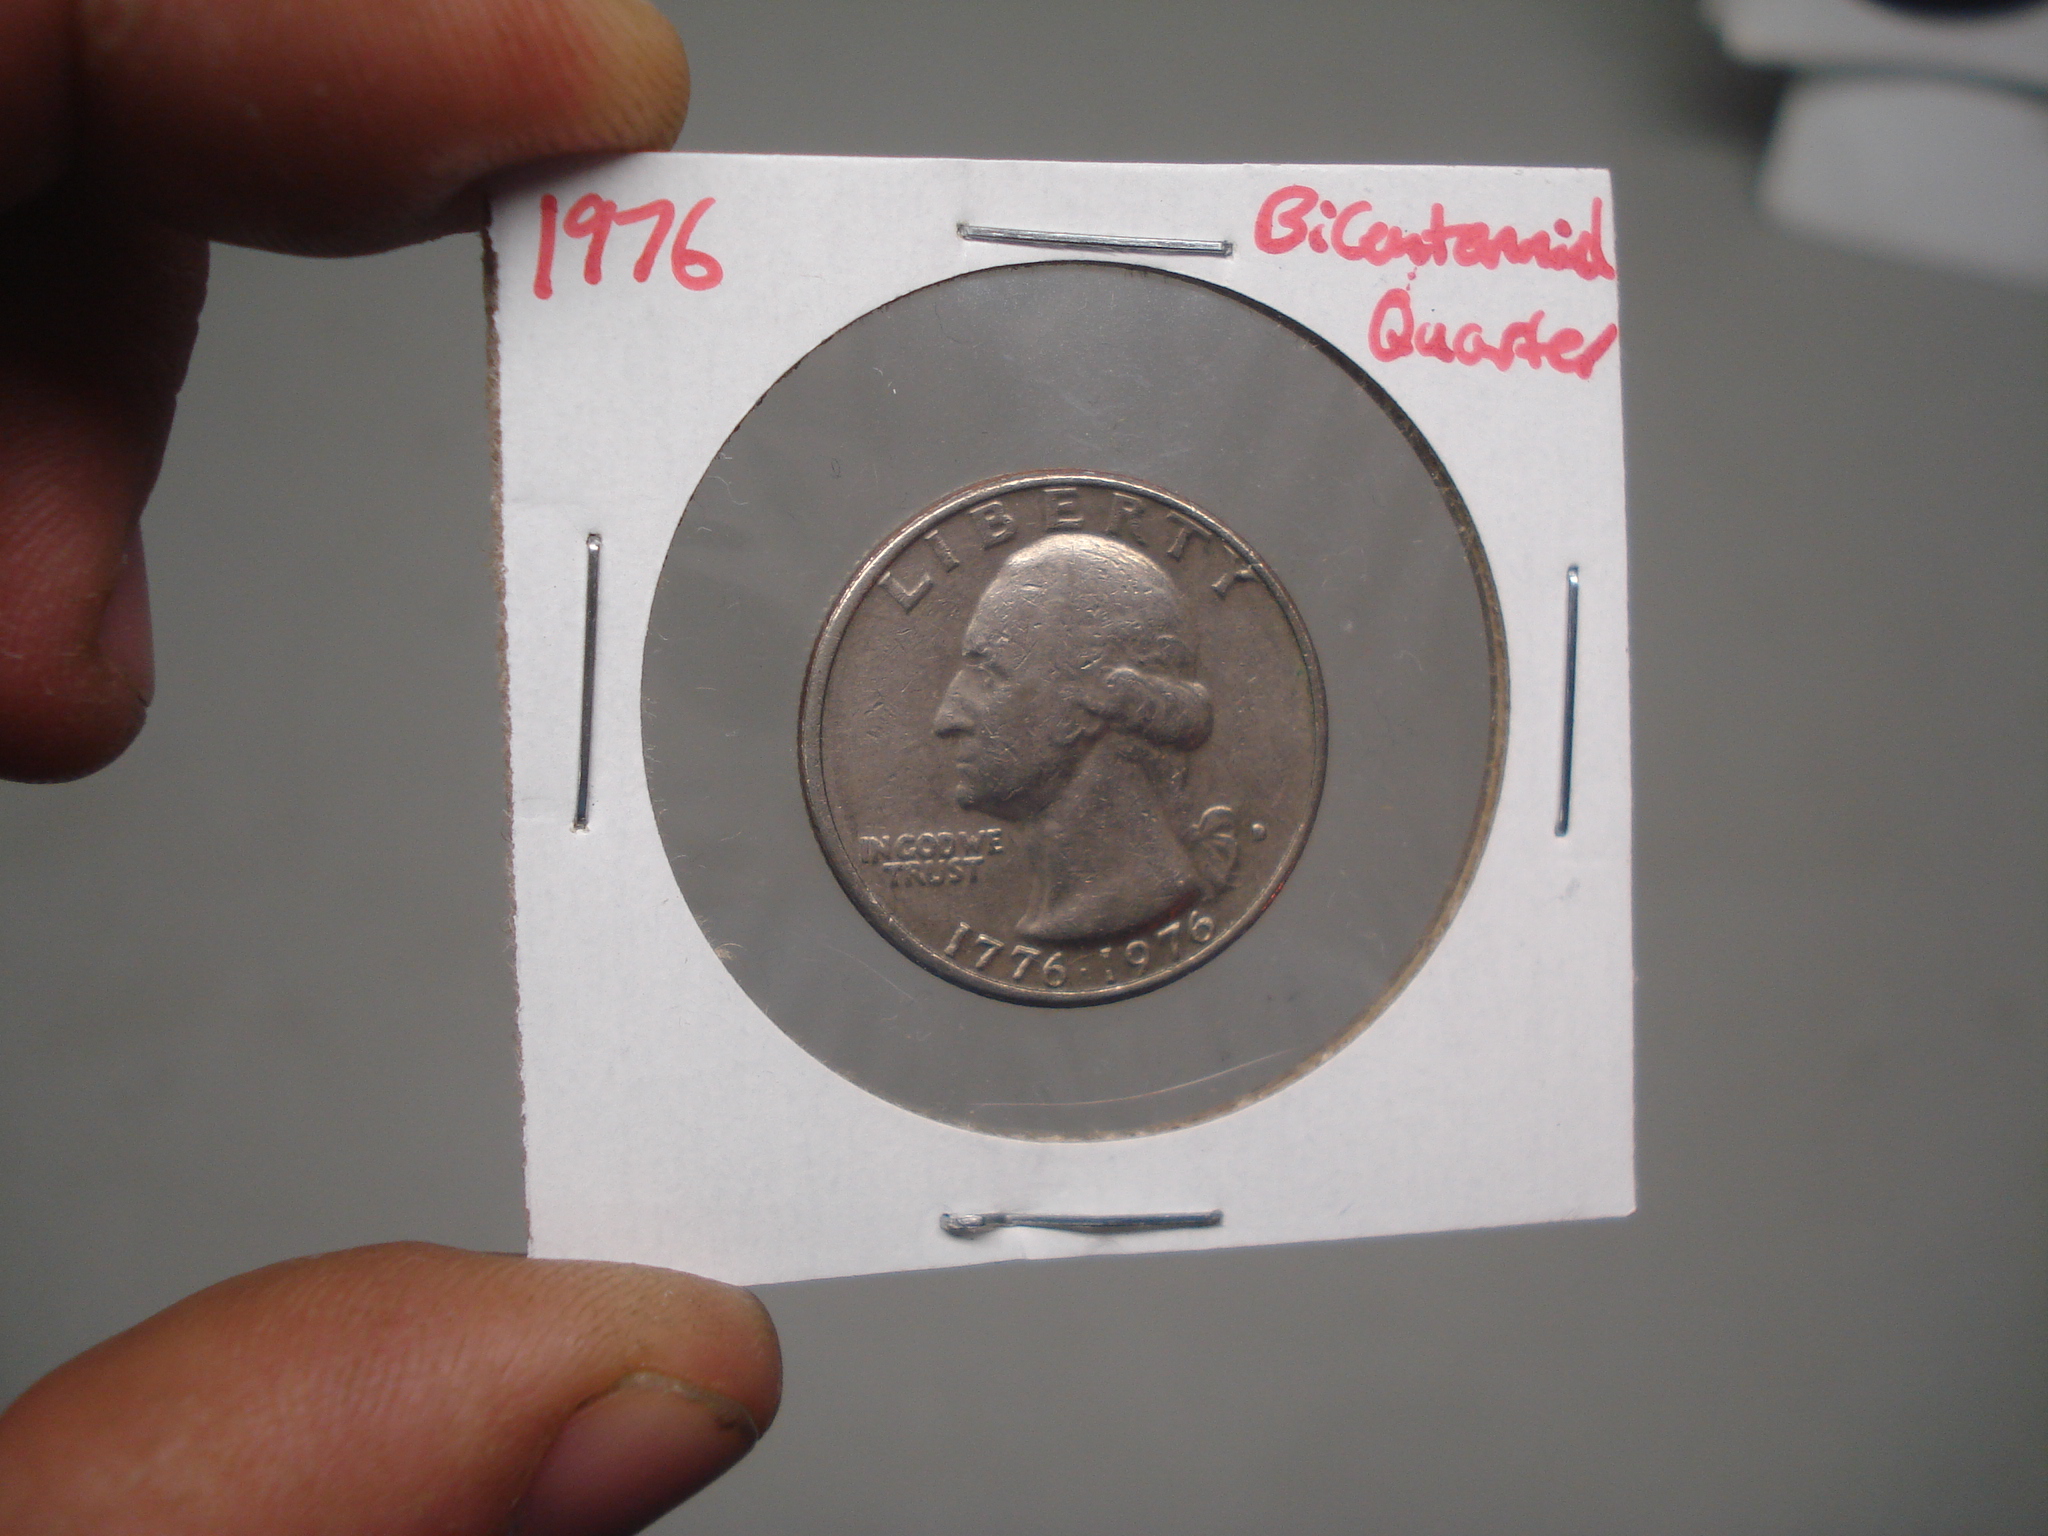 1976
BiCentennial
Quarter
LIBERTY
IN GOD WE
TRUST
D
1776·1976